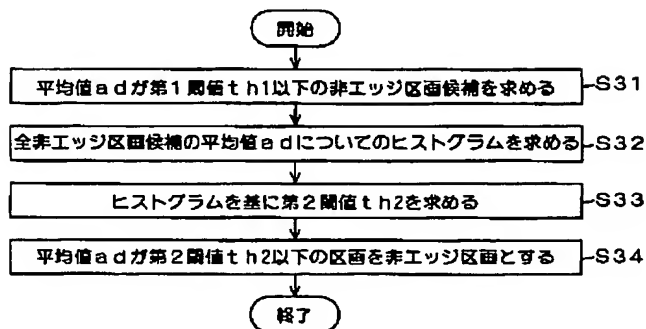 開始
平均値adが第1閾値th1以下の非エッジ区画候補を求める
S31
全非エッジ区画候補の平均値adについてのヒストグラムを求める
S32
ヒストグラムを基に第2閾値th2を求める
S33
平均値adが第2閾値th2以下の区画を非エッジ区画とする
S34
終了